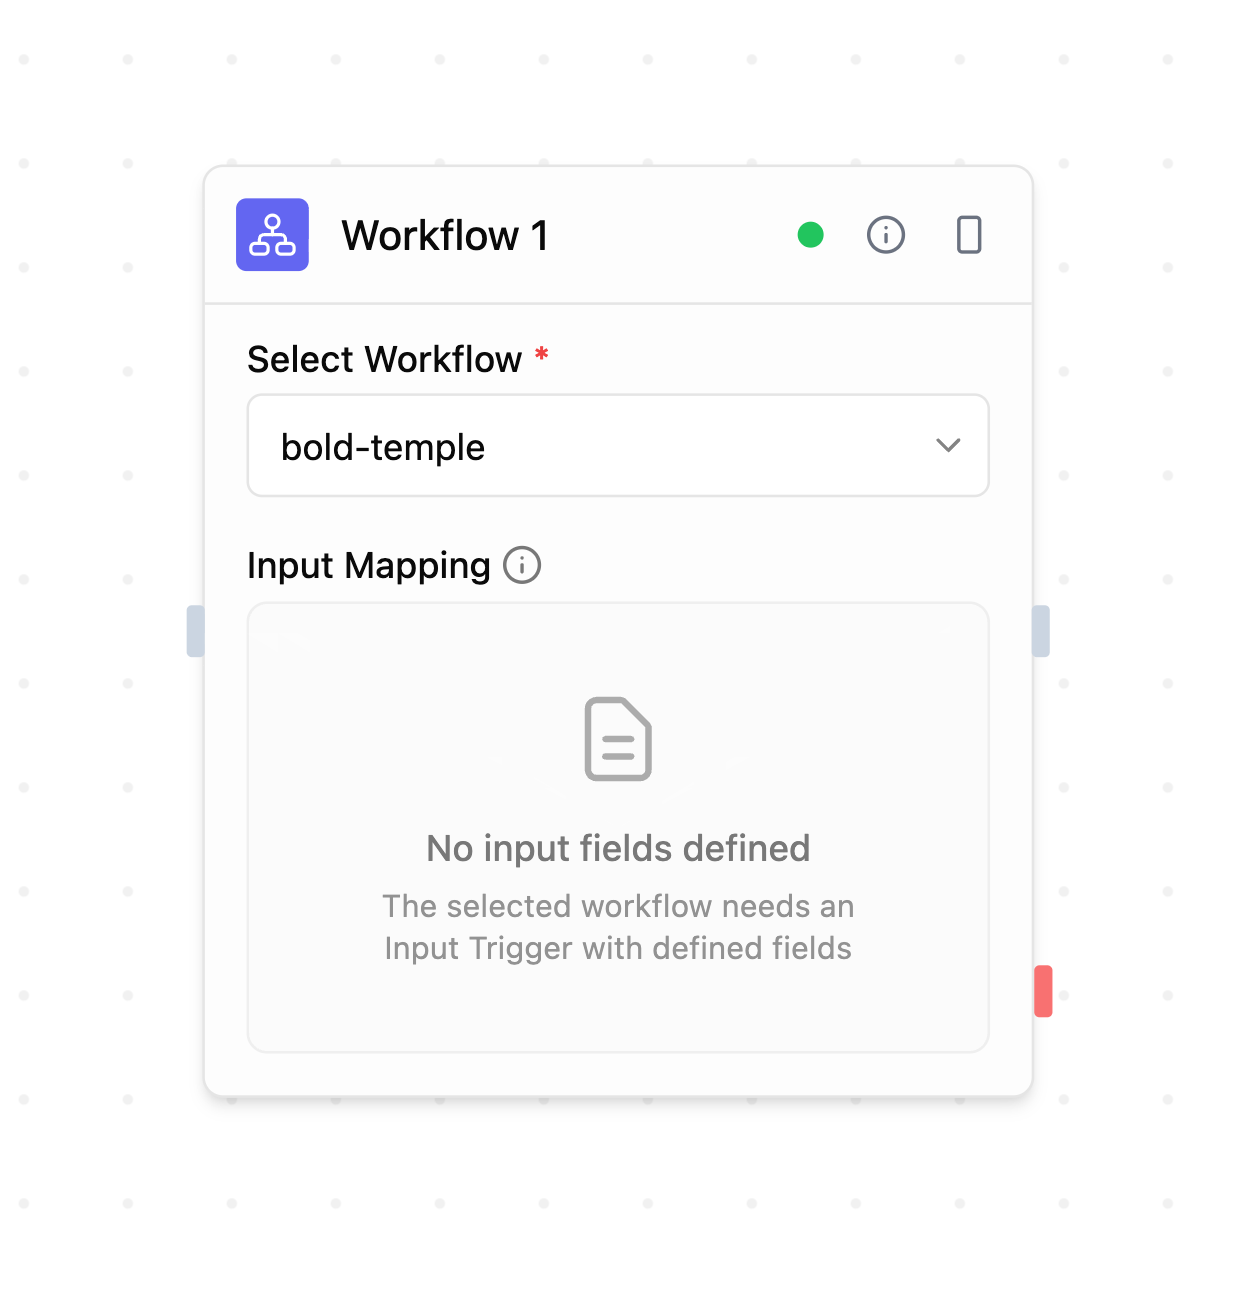 Workflow 1
Select Workflow *
bold-temple
Input Mapping
No input fields defined
The selected workflow needs an
Input Trigger with defined fields